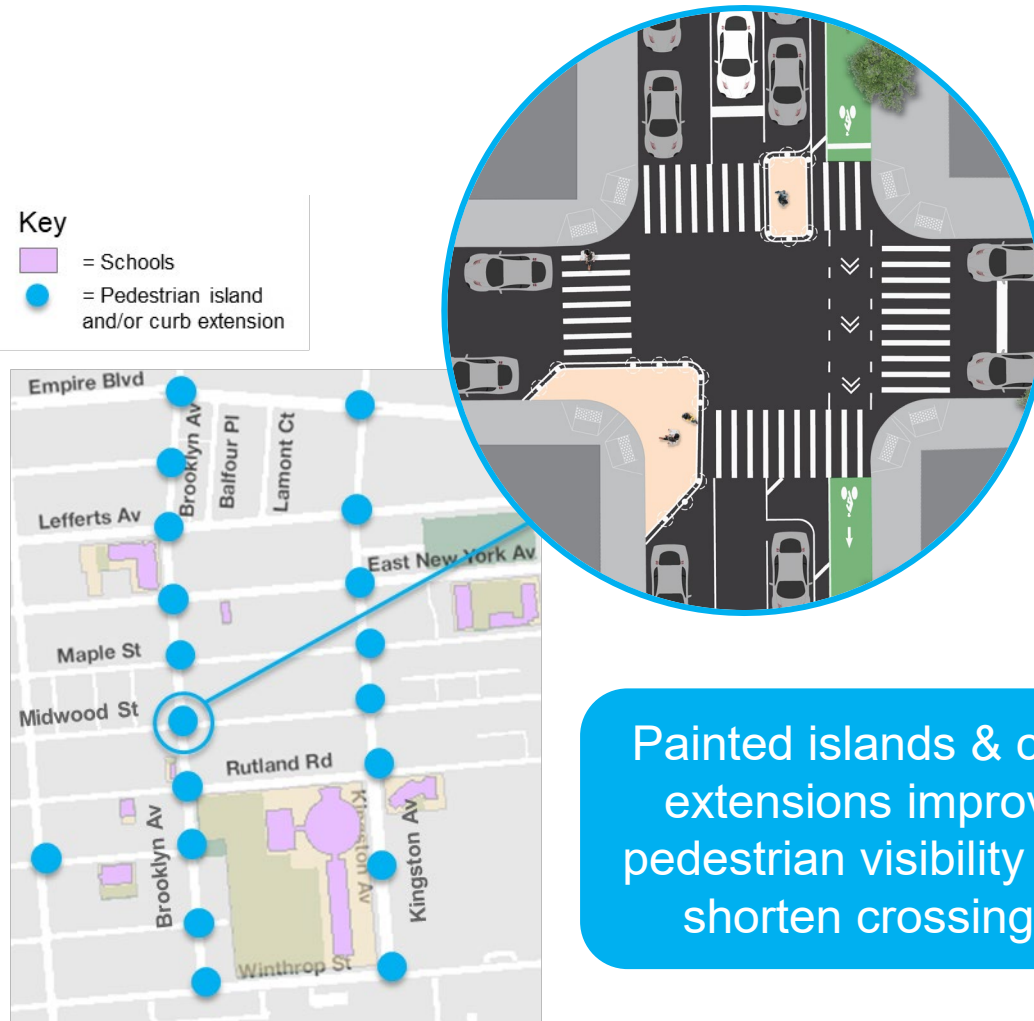 Key
= Schools
= Pedestrian island
and/or curb extension
Empire Blvd
Brooklyn Av
Balfour Pl
Lamont Ct
Lefferts Av
East New York Av
Maple St
Midwood St
Rutland Rd
Brooklyn Av
Kingston Av
Kingston Av
Winthrop St
Painted islands &
extensions
pedestrian visibility
shorten crossing